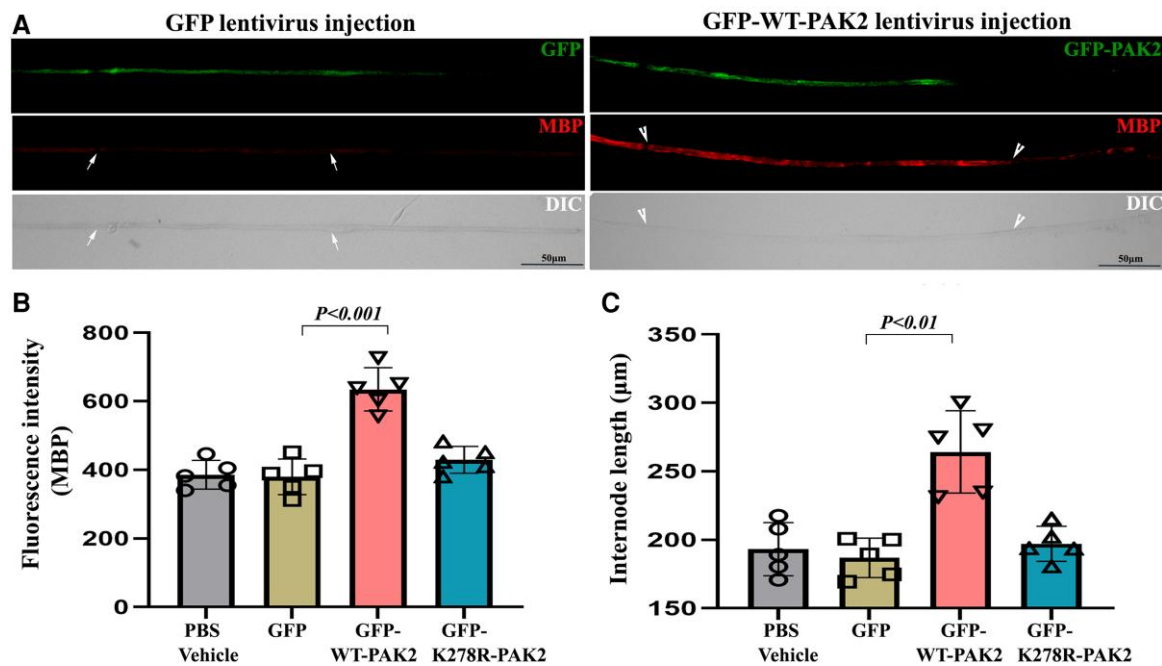 A
GFP lentivirus injection
GFP-WT-PAK2 lentivirus injection
GFP
GFP-PAK2
MBP
MBP
DIC
DIC
50μm
50μm
B
Fluorescence intensity
(MBP)
800
600
400
200
0
P<0.001
PBS
Vehicle
GFP
GFP-
WT-PAK2
GFP-
K278R-PAK2
C
Internode length (μm)
350
300
250
200
150
P<0.01
PBS
Vehicle
GFP
GFP-
WT-PAK2
GFP-
K278R-PAK2